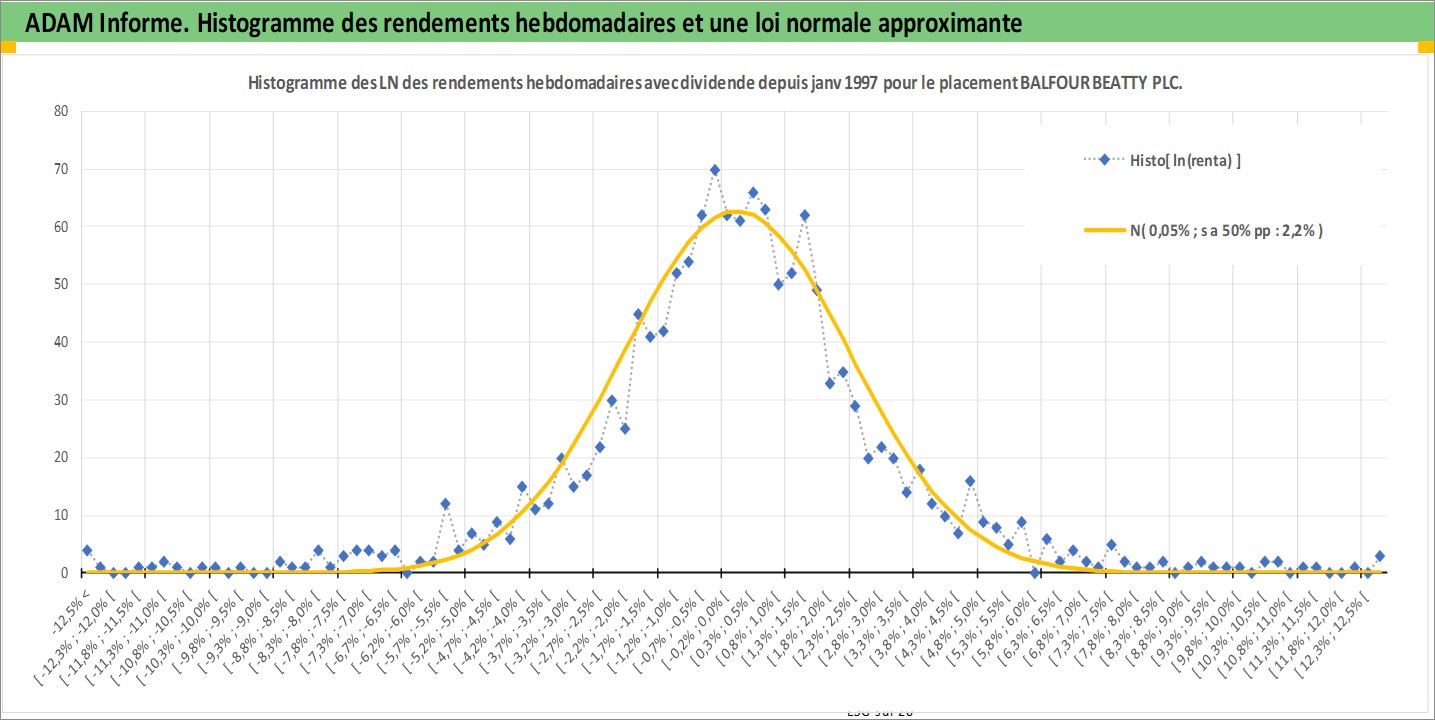 ADAM Informe. Histogramme des rendements hebdomadaires et une loi normale approximante
Histogramme des LN des rendements hebdomadaires avec dividende depuis janv 1997 pour le placement BALFOUR BEATTY PLC.
80
70
60
50
40
30
20
10
0
Histo[ ln(renta) ]
N( 0,05% ; s a 50% pp : 2,2% )
-12,5% <
[ -12,3% ; -12,0% [
[ -11,8% ; -11,5% [
[ -11,3% ; -11,0% [
[ -10,8% ; -10,5% [
[ -10,3% ; -10,0% [
[ -9,8% ; -9,5% [
[ -9,3% ; -9,0% [
[ -8,8% ; -8,5% [
[ -8,3% ; -8,0% [
[ -7,8% ; -7,5% [
[ -7,3% ; -7,0% [
[ -6,7% ; -6,5% [
[ -6,2% ; -6,0% [
[ -5,7% ; -5,5% [
[ -5,2% ; -5,0% [
[ -4,7% ; -4,5% [
[ -4,2% ; -4,0% [
[ -3,7% ; -3,5% [
[ -3,2% ; -3,0% [
[ -2,7% ; -2,5% [
[ -2,2% ; -2,0% [
[ -1,7% ; -1,5% [
[ -1,2% ; -1,0% [
[ -0,7% ; -0,5% [
[ -0,2% ; 0,0% [
[ 0,3% ; 0,5% [
[ 0,8% ; 1,0% [
[ 1,3% ; 1,5% [
[ 1,8% ; 2,0% [
[ 2,3% ; 2,5% [
[ 2,8% ; 3,0% [
[ 3,3% ; 3,5% [
[ 3,8% ; 4,0% [
[ 4,3% ; 4,5% [
[ 4,8% ; 5,0% [
[ 5,3% ; 5,5% [
[ 5,8% ; 6,0% [
[ 6,3% ; 6,5% [
[ 6,8% ; 7,0% [
[ 7,3% ; 7,5% [
[ 7,8% ; 8,0% [
[ 8,3% ; 8,5% [
[ 8,8% ; 9,0% [
[ 9,3% ; 9,5% [
[ 9,8% ; 10,0% [
[ 10,3% ; 10,5% [
[ 10,8% ; 11,0% [
[ 11,3% ; 11,5% [
[ 11,8% ; 12,0% [
[ 12,3% ; 12,5% [